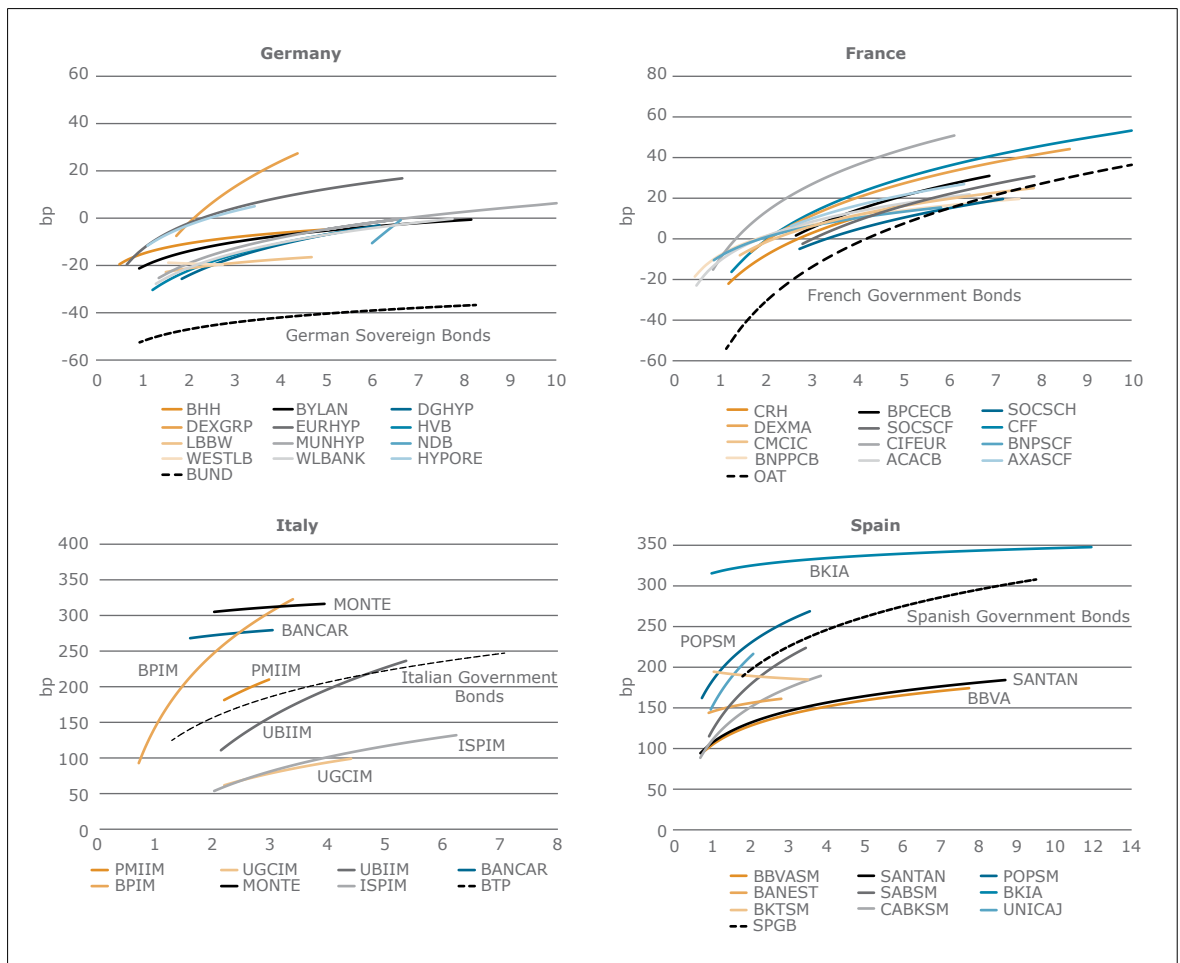 Germany
60
40
20
0
-20
-40
-60
bp
German Sovereign Bonds
0 1 2 3 4 5 6 7 8 9 10
BHH BYLAN DGHYP
DEXGRP EURHYP HVB
LBBW MUNHYP NDB
WESTLB WLBANK HYPORE
BUND
France
80
60
40
20
0
-20
-40
-60
bp
French Government Bonds
0 1 2 3 4 5 6 7 8 9 10
CRH BPCECB SOCSCH
DEXMA SOCSCF CFF
CMCIC CIFEUR BNPSCF
BNPPCB ACACB AXASCF
OAT
Italy
400
350
300
250
200
150
100
50
0
bp
MONTE
BANCAR
BPIM
PMIIM
Italian Government
Bonds
UBIIM
ISPIM
UGCIM
0 1 2 3 4 5 6 7 8
PMIIM UGCIM UBIIM BANCAR
BPIM MONTE ISPIM BTP
Spain
350
300
250
200
150
100
50
0
bp
BKIA
Spanish Government Bonds
POPSM
SANTAN
BBVA
0 1 2 3 4 5 6 7 8 9 10 12 14
BBVASM SANTAN POPSM
BANEST SABSM BKIA
BKTSM CABKSM UNICAJ
SPGB